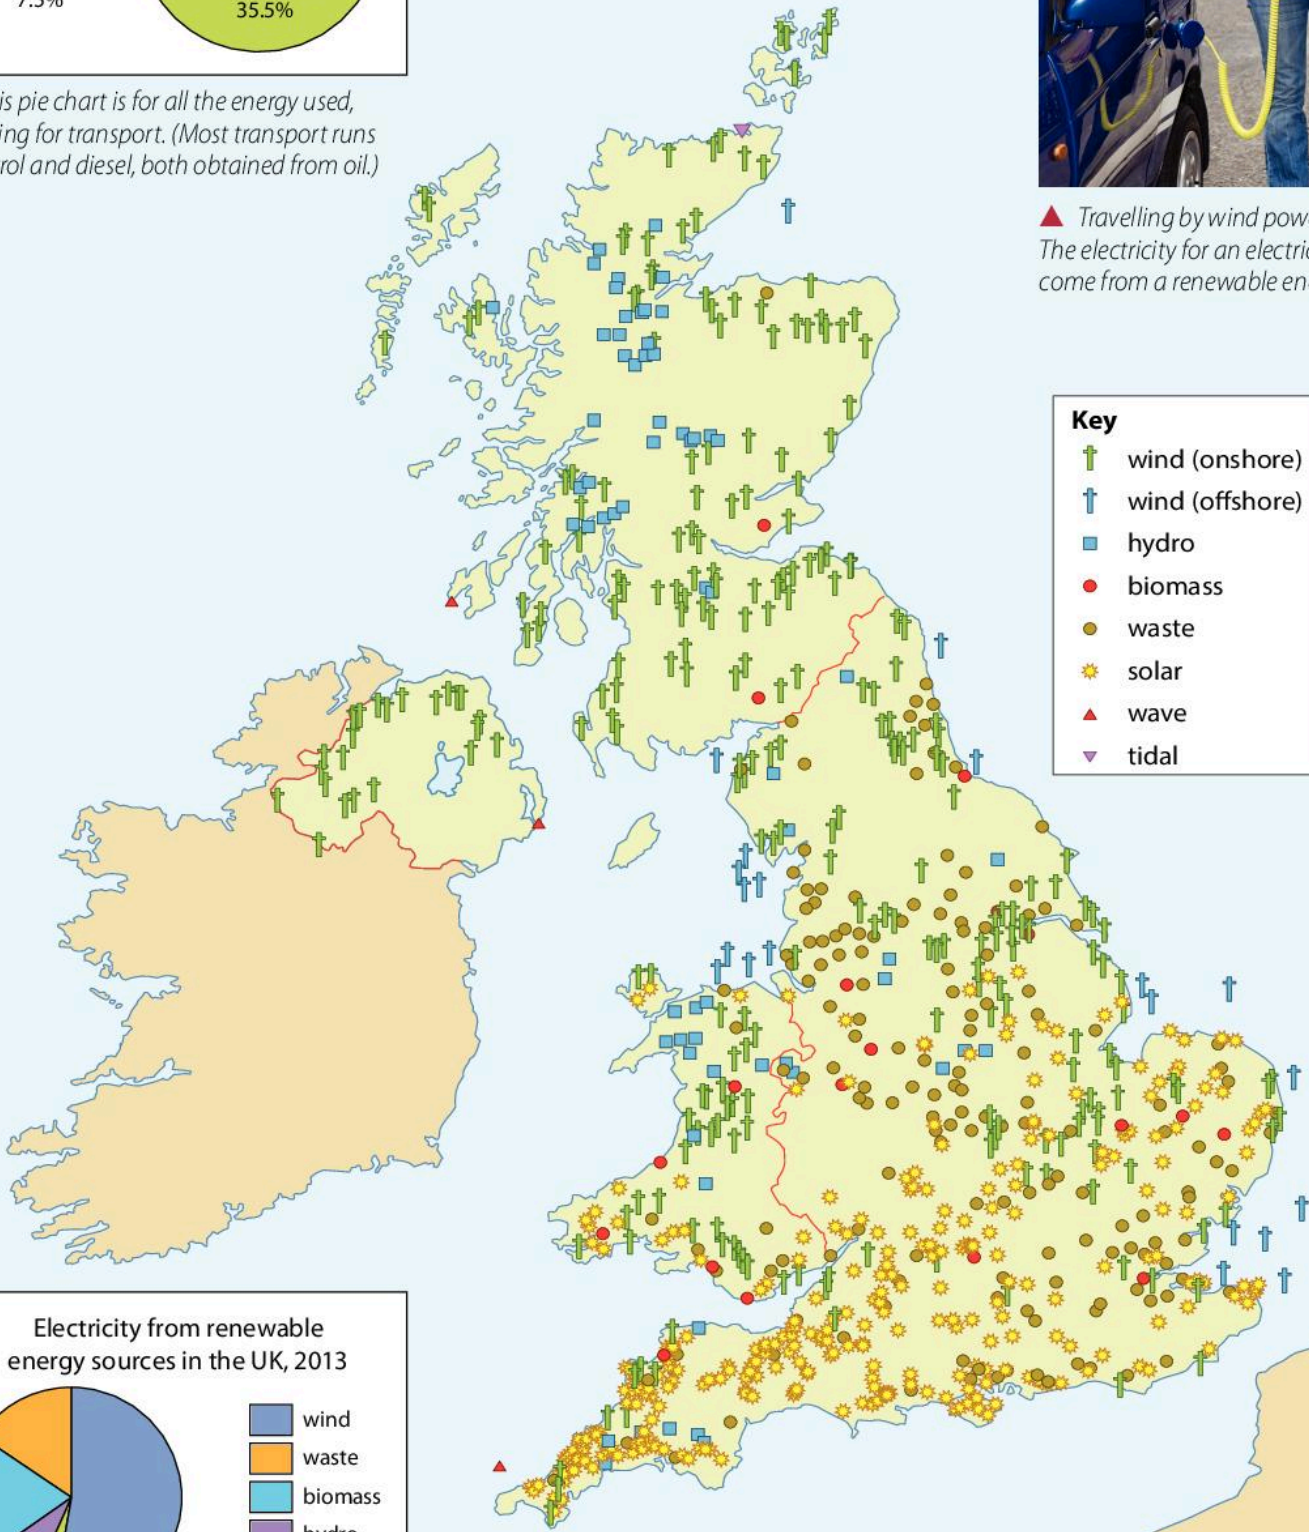 35.5%
is pie chart is for all the energy used,
ing for transport. (Most transport runs
rol and diesel, both obtained from oil.)
Travelling by wind pow
The electricity for an electri
come from a renewable en
Key
wind (onshore)
wind (offshore)
hydro
biomass
waste
solar
wave
tidal
Electricity from renewable
energy sources in the UK, 2013
wind
waste
biomass